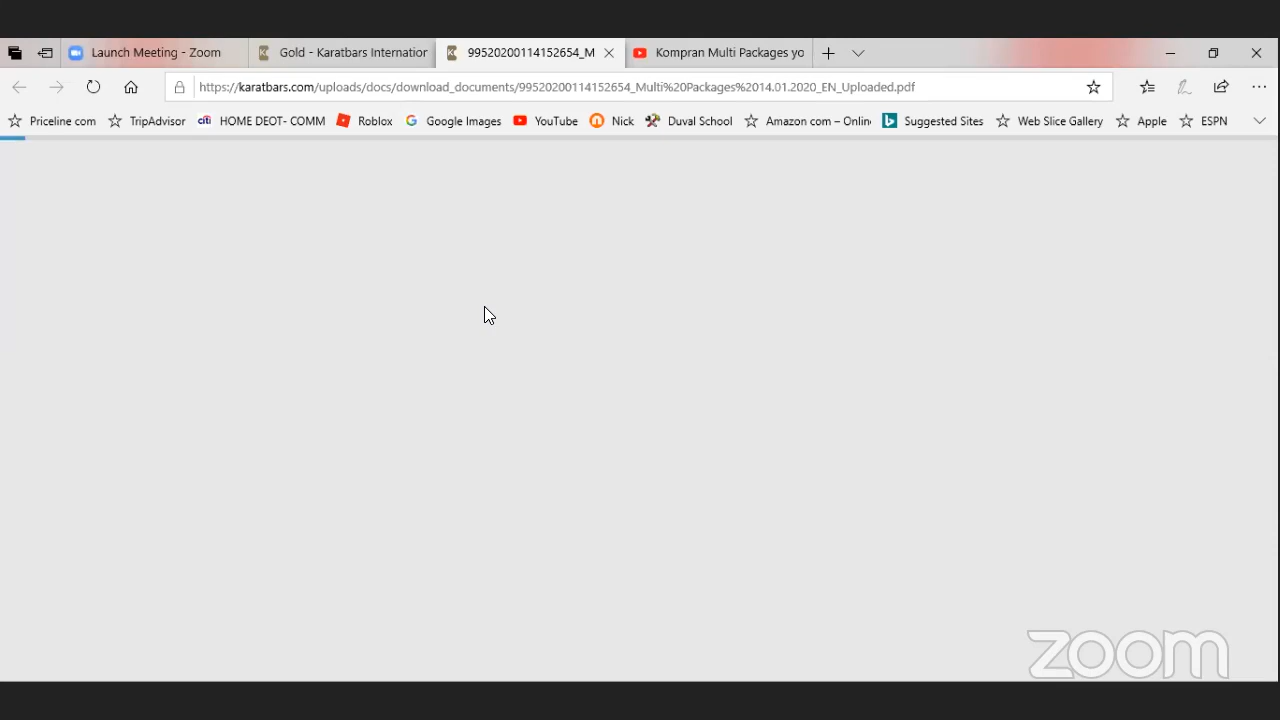 Launch Meeting - Zoom
Gold - Karatbars Internation
99520200114152654_M
Kompran Multi Packages yo
https://karatbars.com/uploads/docs/download_documents/99520200114152654_Multi%20Packages%2014.01.2020_EN_Uploaded.pdf
Priceline com
TripAdvisor
citi
HOME DEOT- COMM
Roblox
Google Images
YouTube
Nick
Duval School
Amazon com – Onlin
Suggested Sites
Web Slice Gallery
Apple
ESPN
zoom